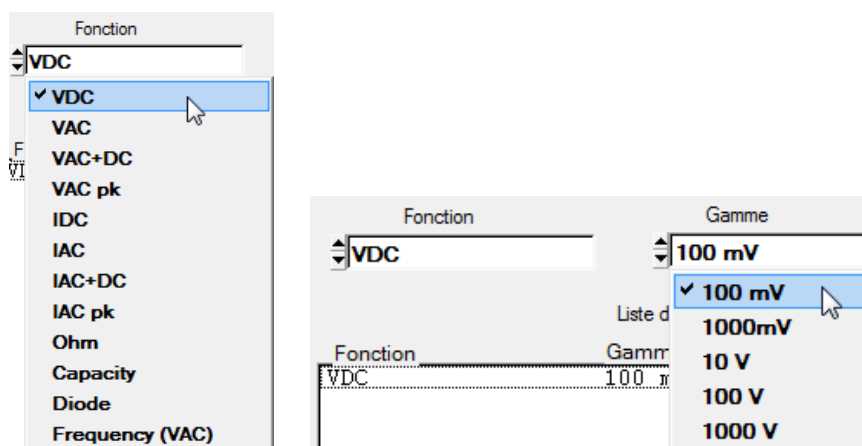 Fonction
VDC
VDC
VAC
VAC+DC
VAC pk
IDC
IAC
IAC+DC
IAC pk
Ohm
Capacity
Diode
Frequency (VAC)
Fonction
VDC
Gamme
100 mV
100 mV
1000mV
10 V
100 V
1000 V
Liste d
Fonction
Gamm
VDC
100 m